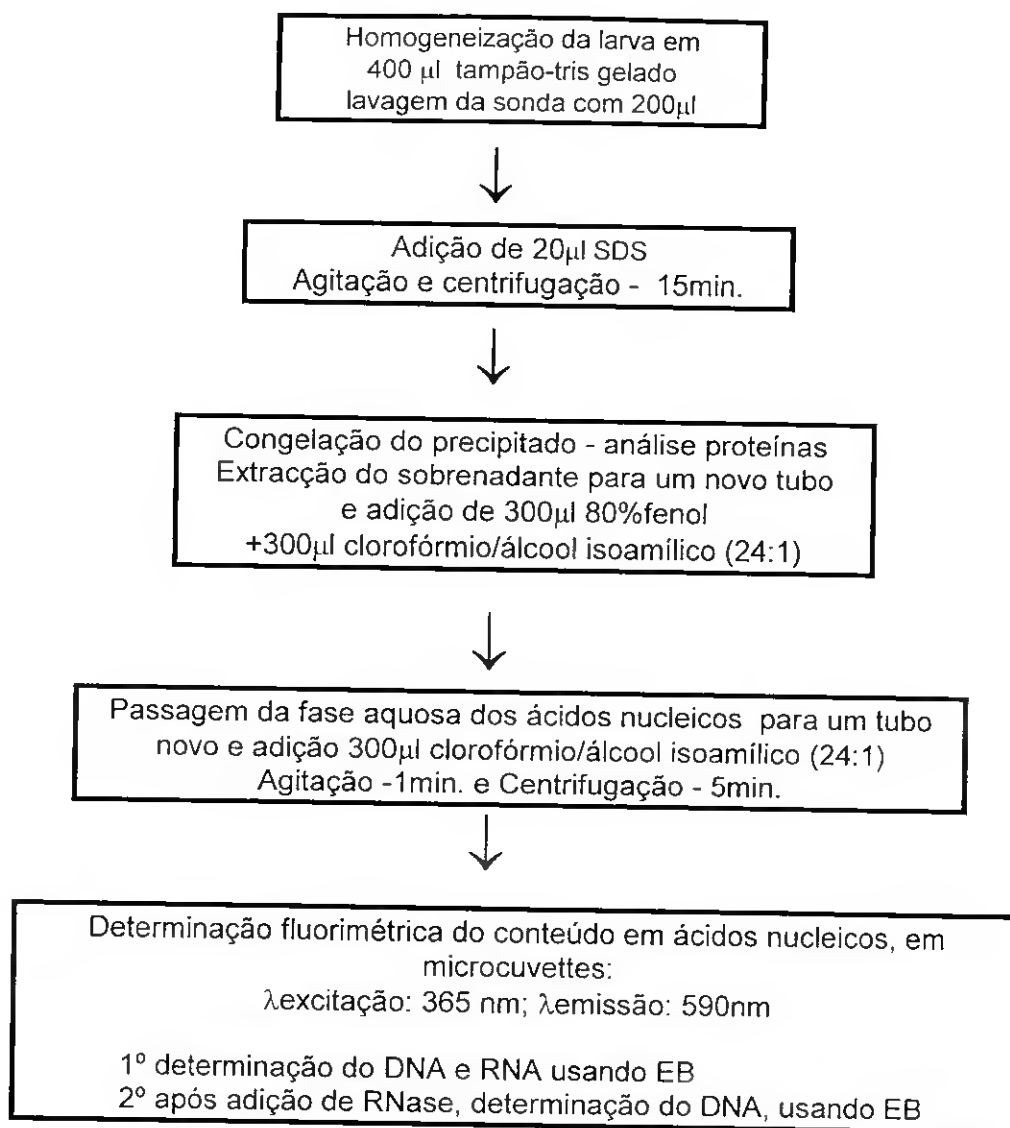 Homogeneização da larva em
400 µl tampão-tris gelado
lavagem da sonda com 200µl
Adição de 20µl SDS
Agitação e centrifugação - 15min.
Congelação do precipitado - análise proteínas
Extracção do sobrenadante para um novo tubo
e adição de 300µl 80%fenol
+300µl clorofórmio/álcool isoamílico (24:1)
Passagem da fase aquosa dos ácidos nucleicos para um tubo
novo e adição 300µl clorofórmio/álcool isoamílico (24:1)
Agitação -1min. e Centrifugação - 5min.
Determinação fluorimétrica do conteúdo em ácidos nucleicos, em
microcuvettes:
λexcitação: 365 nm; λemissão: 590nm
1º determinação do DNA e RNA usando EB
2º após adição de RNase, determinação do DNA, usando EB